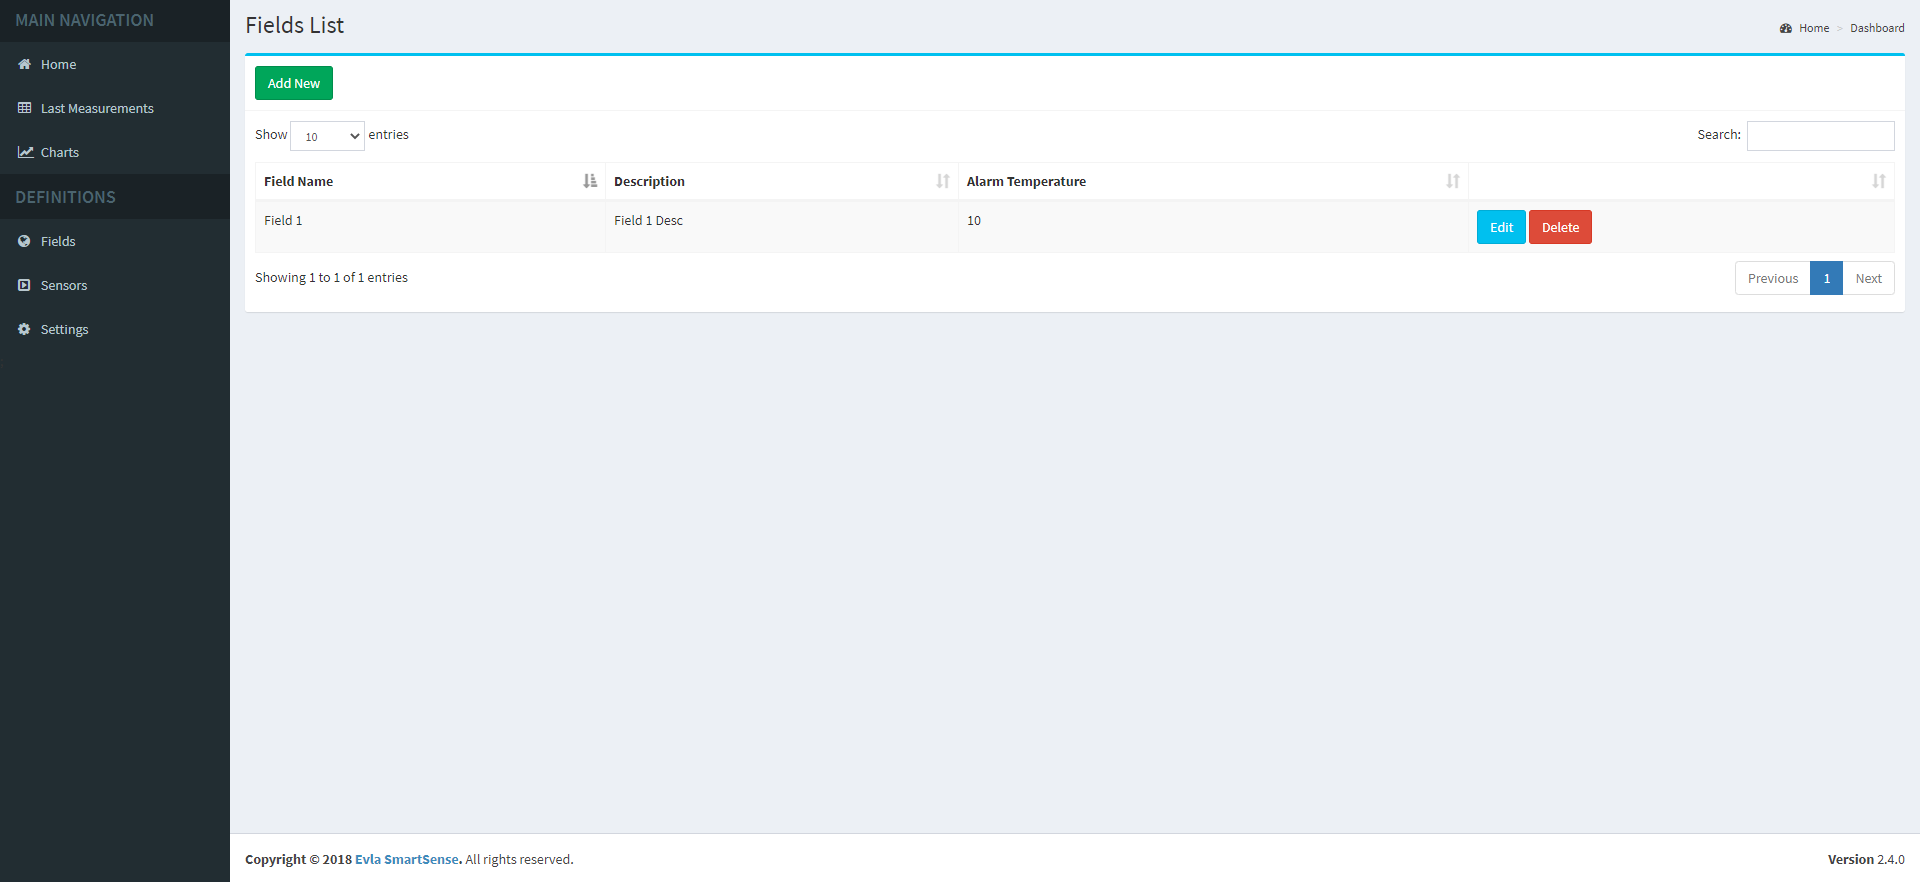 MAIN NAVIGATION
Home
Last Measurements
Charts
DEFINITIONS
Fields
Sensors
Settings
Fields List
Home > Dashboard
Add New
Show 10 entries
Search:
Field Name Description Alarm Temperature
Field 1 Field 1 Desc 10 Edit Delete
Showing 1 to 1 of 1 entries
Previous 1 Next
Copyright © 2018 Evla SmartSense. All rights reserved.
Version 2.4.0